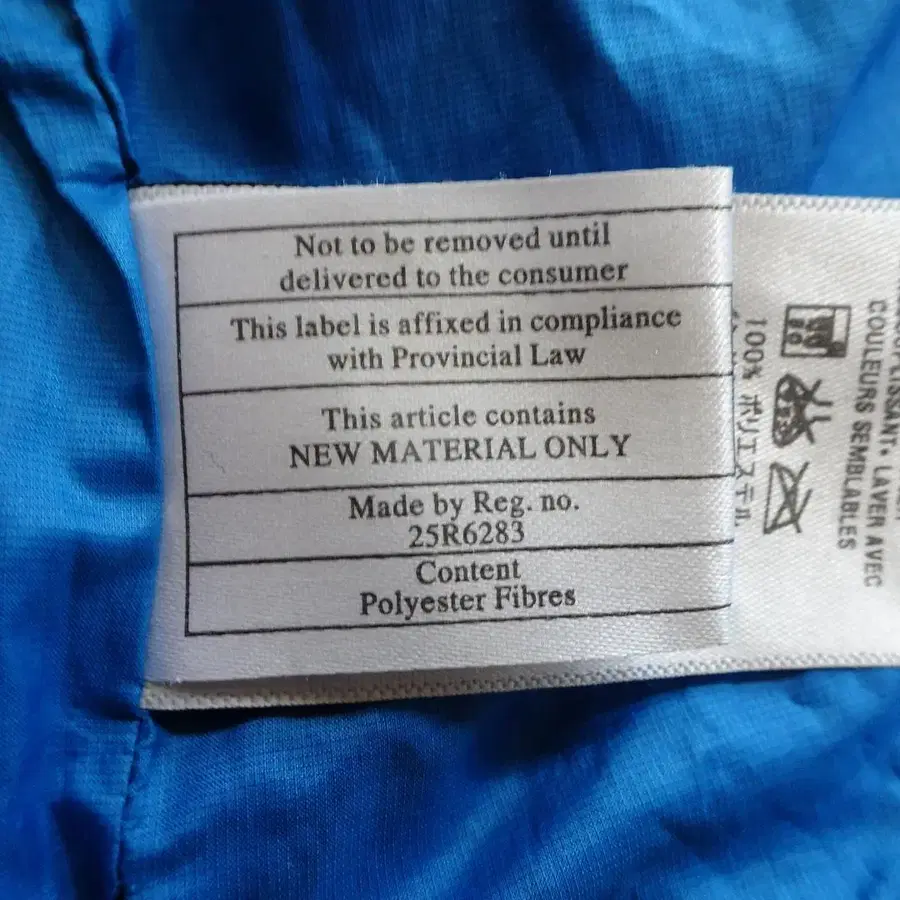 Not to be removed until
delivered to the consumer
This label is affixed in compliance
with Provincial Law
This article contains
NEW MATERIAL ONLY
Made by Reg. no.
25R6283
Content
Polyester Fibres
100% ポリエステル
LAVER AVEC
COULEURS SEMBLABLES